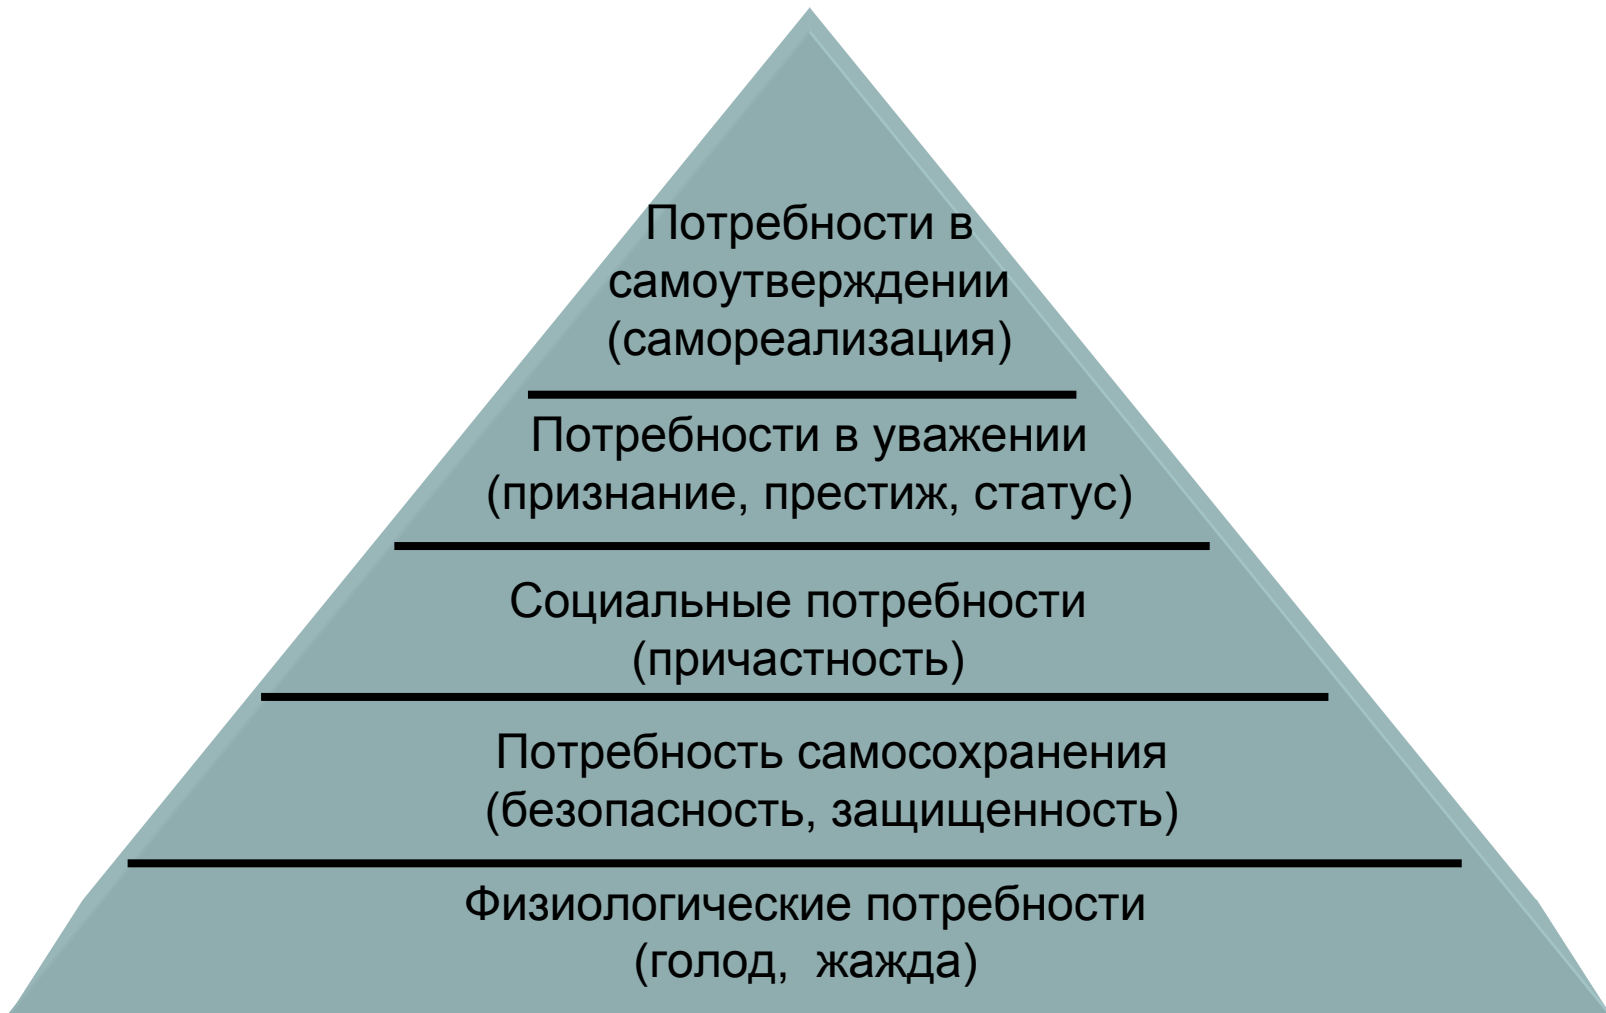 Потребности в
самоутверждении
(самореализация)
Потребности в уважении
(признание, престиж, статус)
Социальные потребности
(причастность)
Потребность самосохранения
(безопасность, защищенность)
Физиологические потребности
(голод,  жажда)